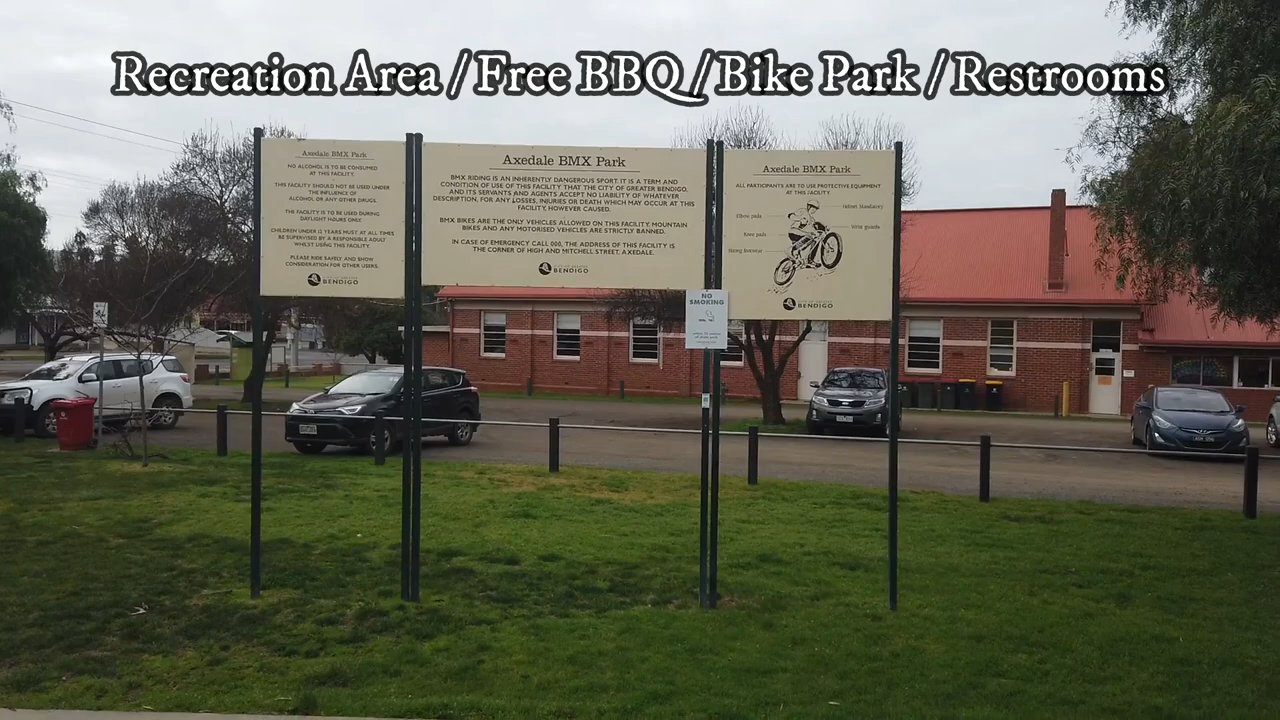 Recreation Area / Free BBQ / Bike Park / Restrooms
Axedale BMX Park
NO ALCOHOL IS TO BE CONSUMED
AT THIS FACILITY.
THIS FACILITY SHOULD NOT BE USED UNDER
THE INFLUENCE OF
ALCOHOL OR ANY OTHER DRUGS.
THE FACILITY IS TO BE USED DURING
DAYLIGHT HOURS ONLY.
CHILDREN UNDER 12 YEARS MUST AT ALL TIMES
BE SUPERVISED BY A RESPONSIBLE ADULT
WHILST USING THIS FACILITY.
PLEASE RIDE SAFELY AND SHOW
CONSIDERATION FOR OTHER USERS.
BENDIGO
Axedale BMX Park
BMX RIDING IS AN INHERENTLY DANGEROUS SPORT. IT IS A TERM AND
CONDITION OF USE OF THIS FACILITY THAT THE CITY OF GREATER BENDIGO,
AND ITS SERVANTS AND AGENTS ACCEPT NO LIABILITY OF WHATEVER
DESCRIPTION, FOR ANY LOSSES, INJURIES OR DEATH WHICH MAY OCCUR AT THIS
FACILITY, HOWEVER CAUSED.
BMX BIKES ARE THE ONLY VEHICLES ALLOWED ON THIS FACILITY. MOUNTAIN
BIKES AND ANY MOTORISED VEHICLES ARE STRICTLY BANNED.
IN CASE OF EMERGENCY CALL 000, THE ADDRESS OF THIS FACILITY IS
THE CORNER OF HIGH AND MITCHELL STREET, AXEDALE.
BENDIGO
Axedale BMX Park
ALL PARTICIPANTS ARE TO USE PROTECTIVE EQUIPMENT
AT THIS FACILITY.
Helmet Mandatory
Elbow pads
Wrist guards
Knee pads
Strong footwear
BENDIGO
NO
SMOKING